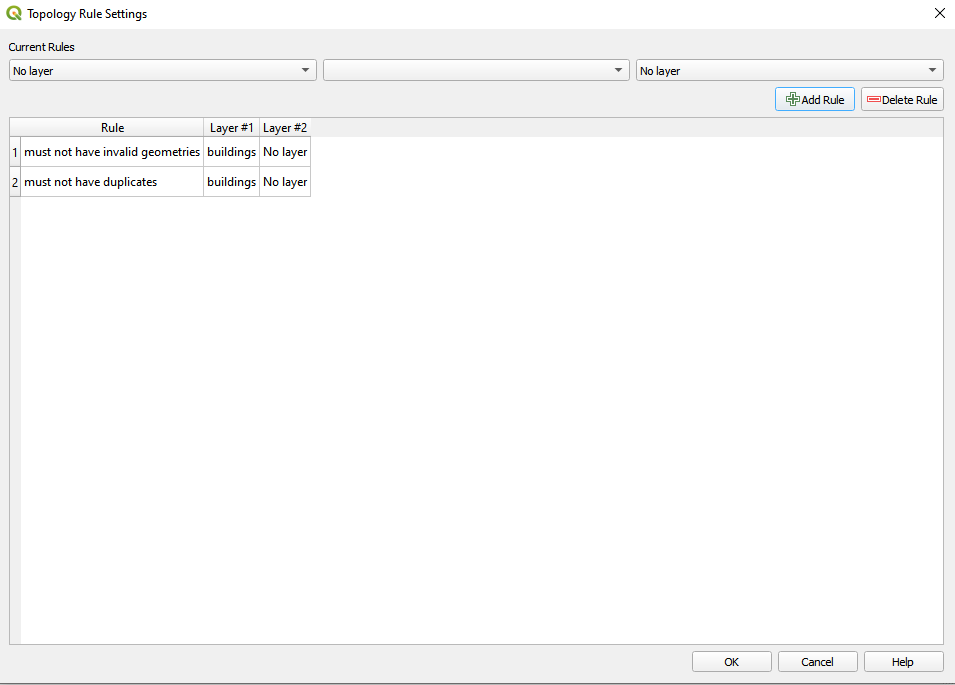 Topology Rule Settings
Current Rules
No layer No layer
Add Rule Delete Rule
Rule Layer #1 Layer #2
1 must not have invalid geometries buildings No layer
2 must not have duplicates buildings No layer
OK Cancel Help